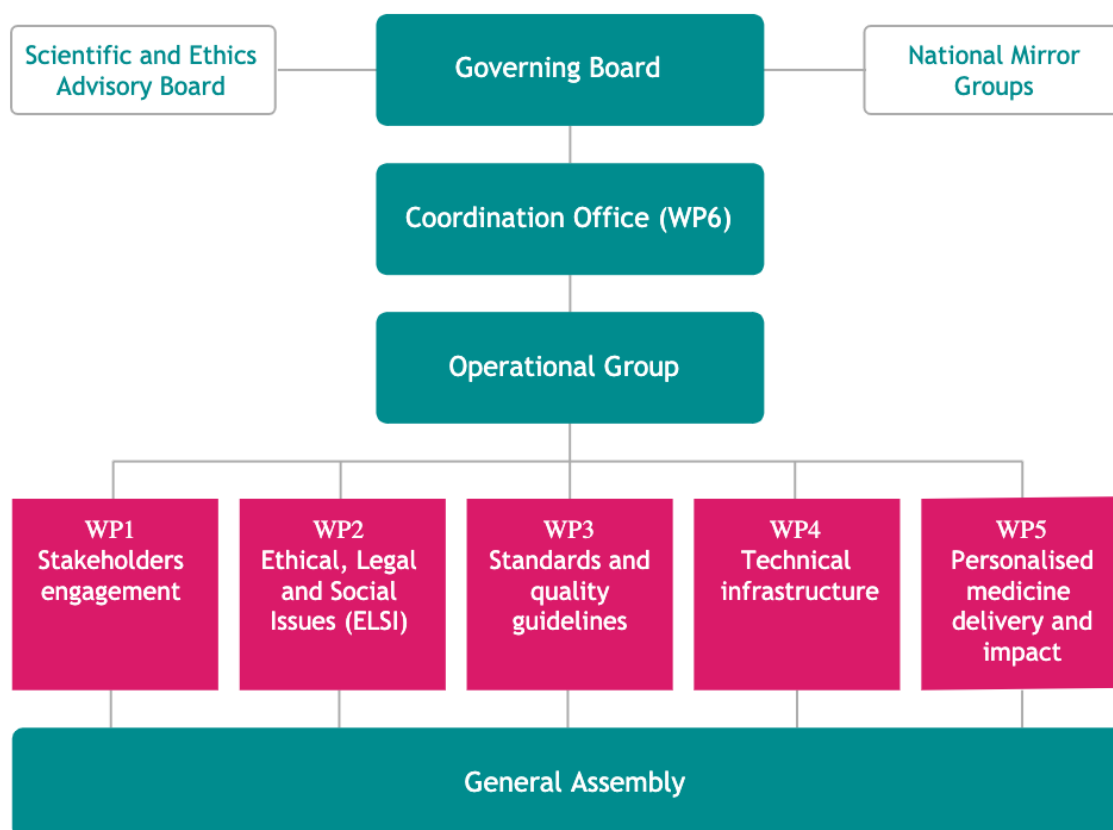 Scientific and Ethics
Advisory Board
Governing Board
National Mirror
Groups
Coordination Office (WP6)
Operational Group
WP1
Stakeholders
engagement
WP2
Ethical, Legal
and Social
Issues (ELSI)
WP3
Standards and
quality
guidelines
WP4
Technical
infrastructure
WP5
Personalised
medicine
delivery and
impact
General Assembly